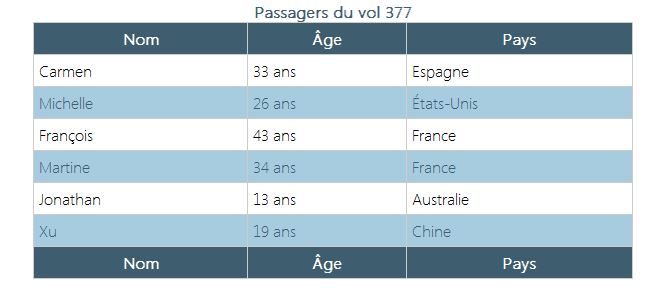 Passagers du vol 377
Nom Âge Pays
Carmen 33 ans Espagne
Michelle 26 ans États-Unis
François 43 ans France
Martine 34 ans France
Jonathan 13 ans Australie
Xu 19 ans Chine
Nom Âge Pays